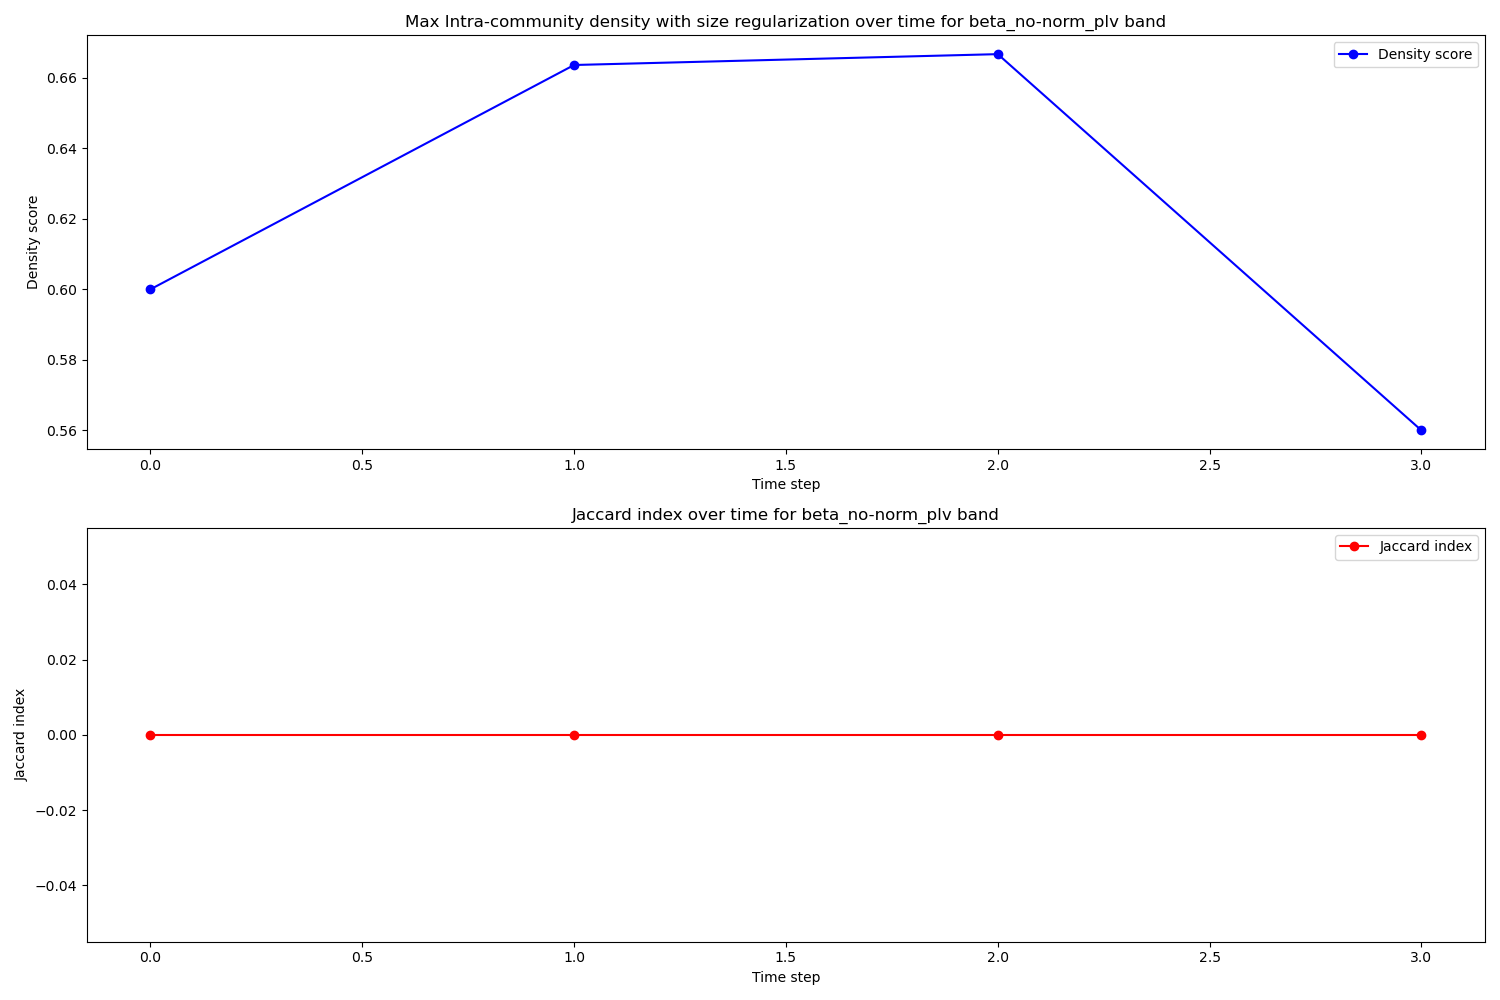 Max Intra-community density with size regularization over time for beta_no-norm_plv band
Density score
0.66
0.64
0.62
0.60
0.58
0.56
Density score
0.0 0.5 1.0 1.5 2.0 2.5 3.0
Time step
Jaccard index over time for beta_no-norm_plv band
Jaccard index
0.04
0.02
0.00
−0.02
−0.04
Jaccard index
0.0 0.5 1.0 1.5 2.0 2.5 3.0
Time step